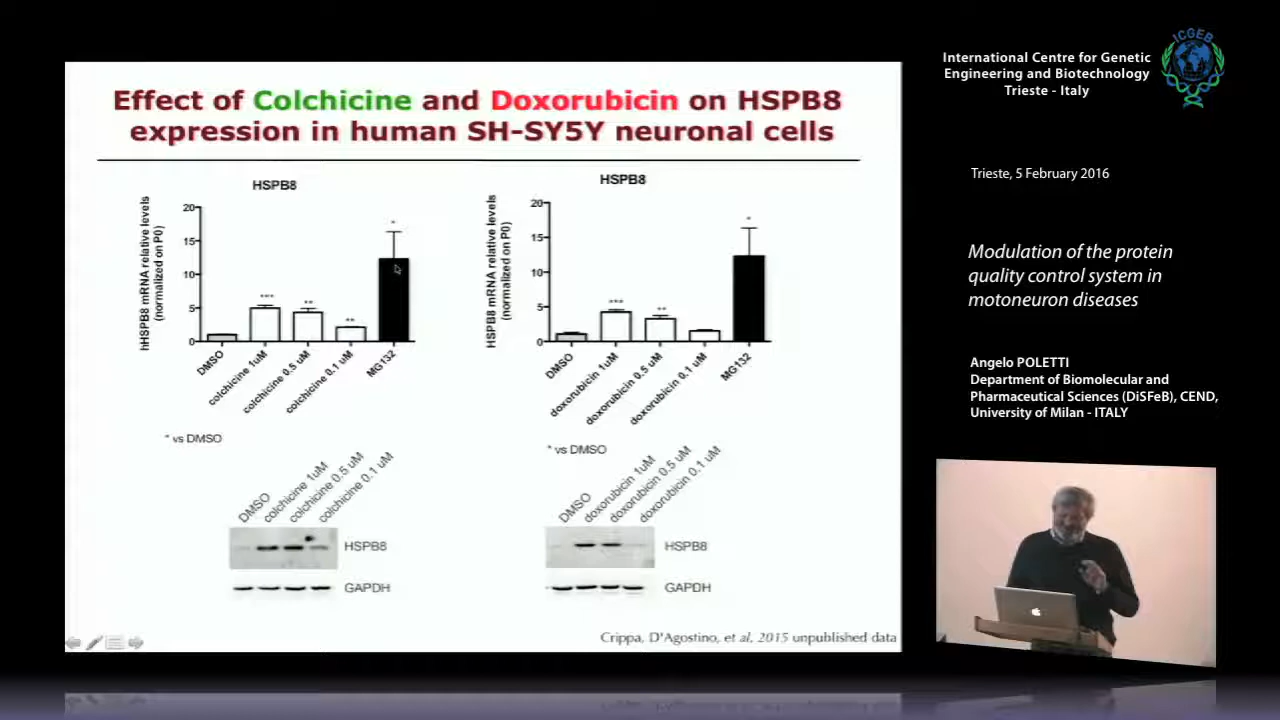 Effect of Colchicine and Doxorubicin on HSPB8
expression in human SH-SY5Y neuronal cells
HSPB8
hHSPB8 mRNA relative levels
(normalized on P0)
20
15
10
5
0
***
**
**
*
DMSO
colchicine 1uM
colchicine 0.5 uM
colchicine 0.1 uM
MG132
* vs DMSO
HSPB8
HSPB8 mRNA relative levels
(normalized on P0)
20
15
10
5
0
***
**
*
DMSO
doxorubicin 1uM
doxorubicin 0.5 uM
doxorubicin 0.1 uM
MG132
* vs DMSO
DMSO
colchicine 1uM
colchicine 0.5 uM
colchicine 0.1 uM
HSPB8
GAPDH
DMSO
doxorubicin 1uM
doxorubicin 0.5 uM
doxorubicin 0.1 uM
HSPB8
GAPDH
Crippa, D'Agostino, et al, 2015 unpublished data
ICGEB
International Centre for Genetic
Engineering and Biotechnology
Trieste - Italy
Trieste, 5 February 2016
Modulation of the protein
quality control system in
motoneuron diseases
Angelo POLETTI
Department of Biomolecular and
Pharmaceutical Sciences (DiSFeB), CEND,
University of Milan - ITALY